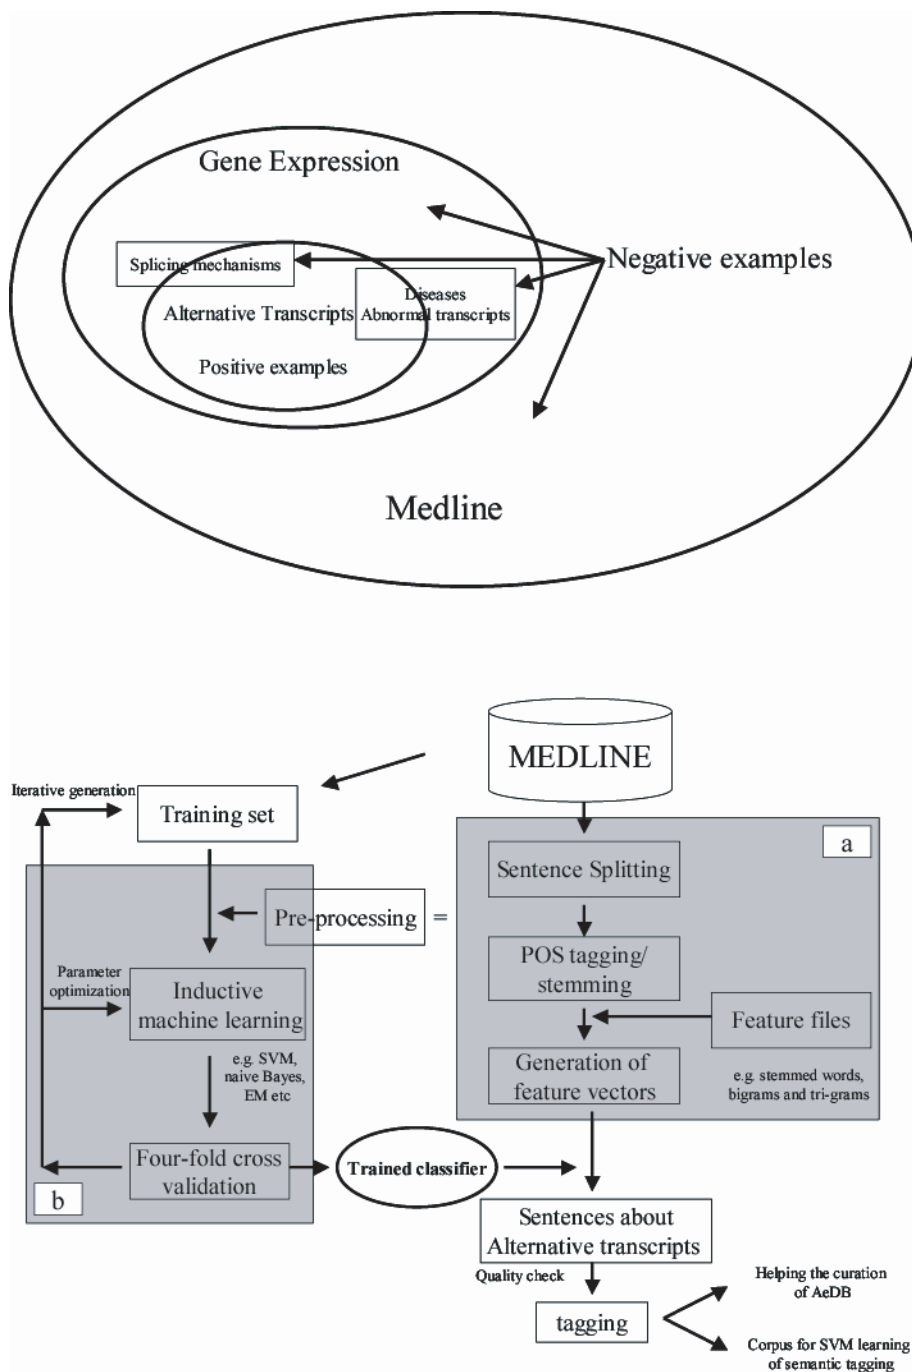 Gene Expression
Splicing mechanisms
Negative examples
Diseases
Abnormal transcripts
Alternative Transcripts
Positive examples
Medline
MEDLINE
Iterative generation
Training set
a
Sentence Splitting
Pre-processing
=
POS tagging/
stemming
Parameter
optimization
Inductive
machine learning
Feature files
e.g. SVM,
naive Bayes,
EM etc
Generation of
feature vectors
e.g. stemmed words,
bigrams and tri-grams
Four-fold cross
validation
Trained classifier
b
Sentences about
Alternative transcripts
Quality check
tagging
Helping the curation
of AeDB
Corpus for SVM learning
of semantic tagging